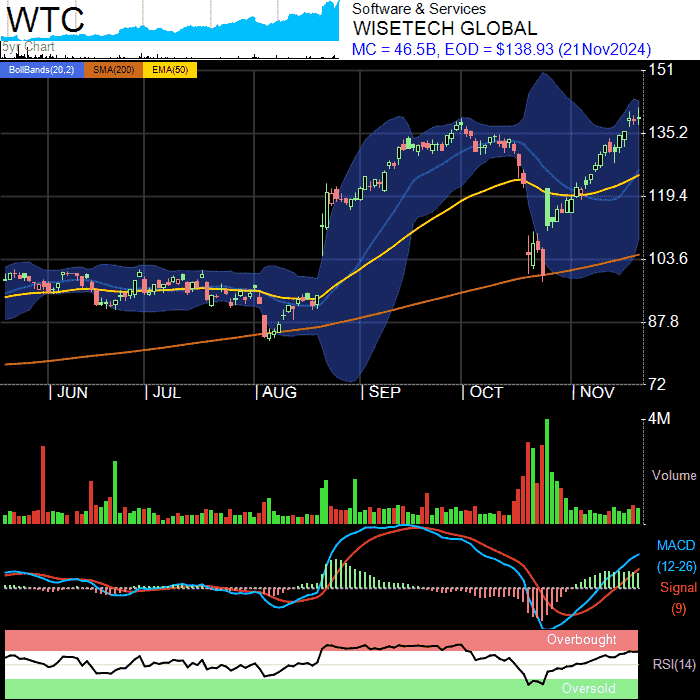 WTC
5yr Chart
Software & Services
WISETECH GLOBAL
MC = 46.5B, EOD = $138.93 (21Nov2024)
BollBands(20,2) SMA(200) EMA(50)
151
135.2
119.4
103.6
87.8
72
JUN JUL AUG SEP OCT NOV
4M
Volume
MACD
(12-26)
Signal
(9)
Overbought
RSI(14)
Oversold